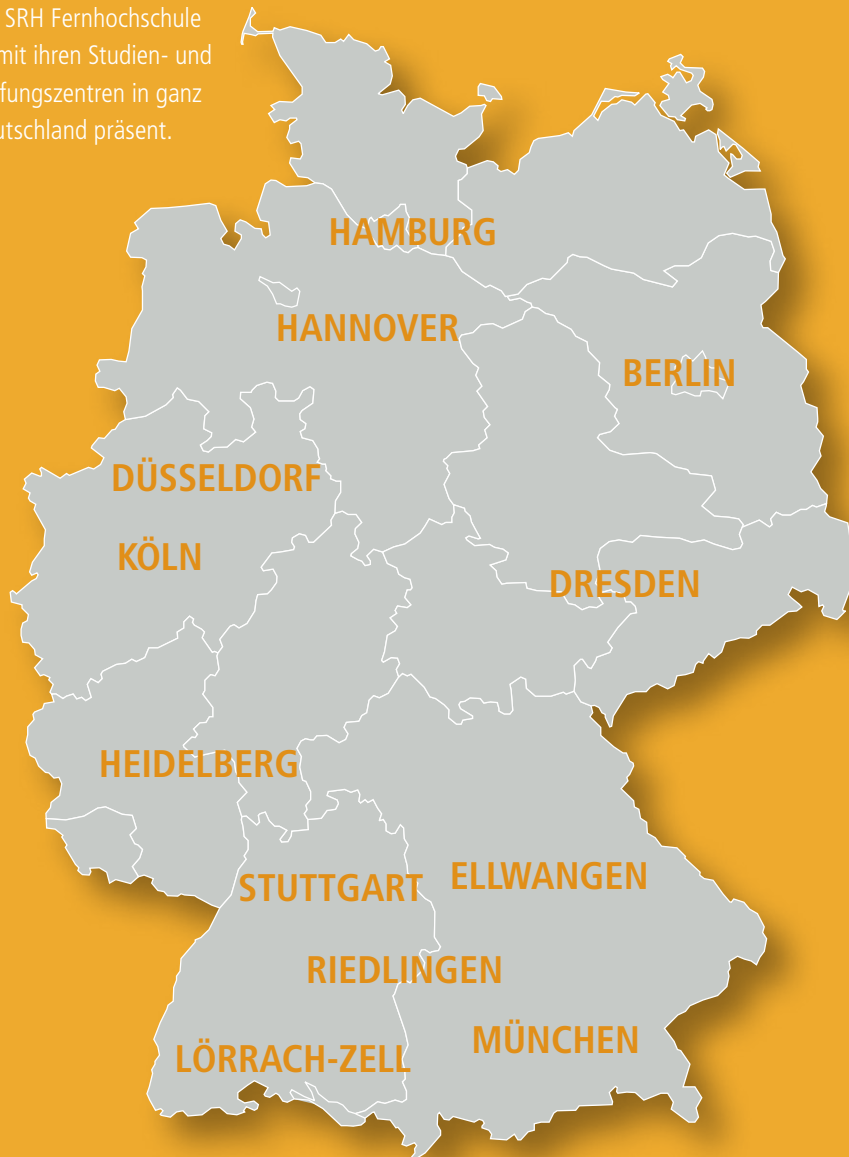 SRH Fernhochschule
mit ihren Studien- und
fungszentren in ganz
utschland präsent.
HAMBURG
HANNOVER
BERLIN
DÜSSELDORF
KÖLN
DRESDEN
HEIDELBERG
STUTTGART
ELLWANGEN
RIEDLINGEN
MÜNCHEN
LÖRRACH-ZELL